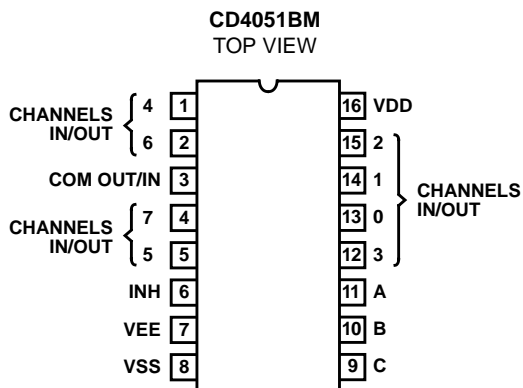 CD4051BM
TOP VIEW
CHANNELS IN/OUT
4 1
6 2
COM OUT/IN 3
CHANNELS IN/OUT
7 4
5 5
INH 6
VEE 7
VSS 8
16 VDD
15 2
14 1
13 0
12 3
CHANNELS IN/OUT
11 A
10 B
9 C